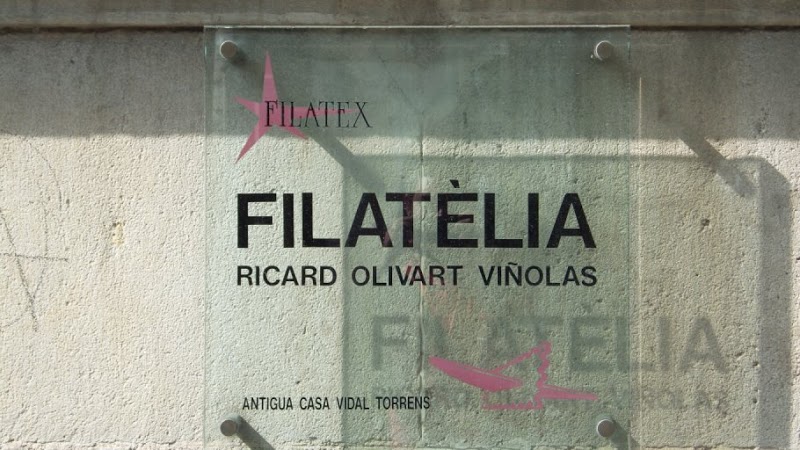 FILATEX
FILATÈLIA
RICARD OLIVART VIÑOLAS
ANTIGUA CASA VIDAL TORRENS